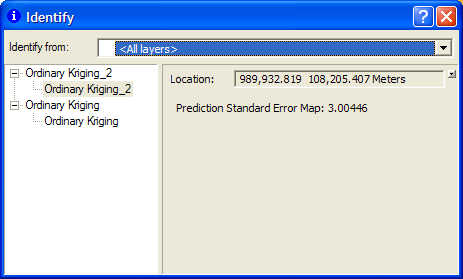 Identify
Identify from: <All layers>
Ordinary Kriging_2
Ordinary Kriging_2
Ordinary Kriging
Ordinary Kriging
Location: 989,932.819 108,205.407 Meters
Prediction Standard Error Map: 3.00446